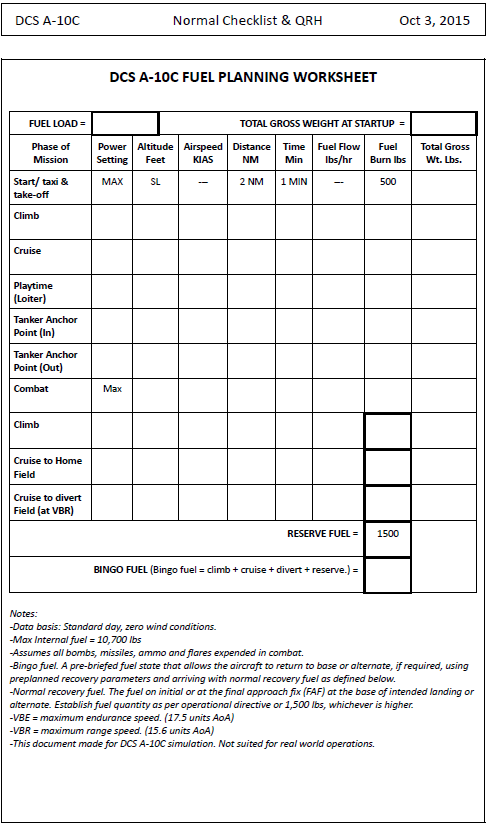 DCS A-10C Normal Checklist & QRH Oct 3, 2015
DCS A-10C FUEL PLANNING WORKSHEET
FUEL LOAD = TOTAL GROSS WEIGHT AT STARTUP =
Phase of Power Altitude Airspeed Distance Time Fuel Flow Fuel Total Gross
Mission Setting Feet KIAS NM Min lbs/hr Burn lbs Wt. Lbs.
Start/ taxi & MAX SL --- 2 NM 1 MIN --- 500
take-off
Climb
Cruise
Playtime
(Loiter)
Tanker Anchor
Point (In)
Tanker Anchor
Point (Out)
Combat Max
Climb
Cruise to Home
Field
Cruise to divert
Field (at VBR)
RESERVE FUEL = 1500
BINGO FUEL (Bingo fuel = climb + cruise + divert + reserve.) =
Notes:
-Data basis: Standard day, zero wind conditions.
-Max Internal fuel = 10,700 lbs
-Assumes all bombs, missiles, ammo and flares expended in combat.
-Bingo fuel. A pre-briefed fuel state that allows the aircraft to return to base or alternate, if required, using
preplanned recovery parameters and arriving with normal recovery fuel as defined below.
-Normal recovery fuel. The fuel on initial or at the final approach fix (FAF) at the base of intended landing or
alternate. Establish fuel quantity as per operational directive or 1,500 lbs, whichever is higher.
-VBE = maximum endurance speed. (17.5 units AoA)
-VBR = maximum range speed. (15.6 units AoA)
-This document made for DCS A-10C simulation. Not suited for real world operations.